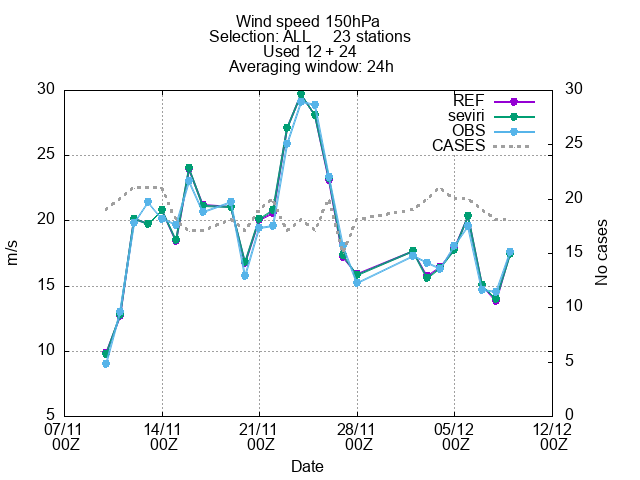 Wind speed 150hPa
Selection: ALL 23 stations
Used 12 + 24
Averaging window: 24h
REF
seviri
OBS
CASES
m/s
30
25
20
15
10
5
No cases
30
25
20
15
10
5
0
07/11 14/11 21/11 28/11 05/12 12/12
00Z 00Z 00Z 00Z 00Z 00Z
Date